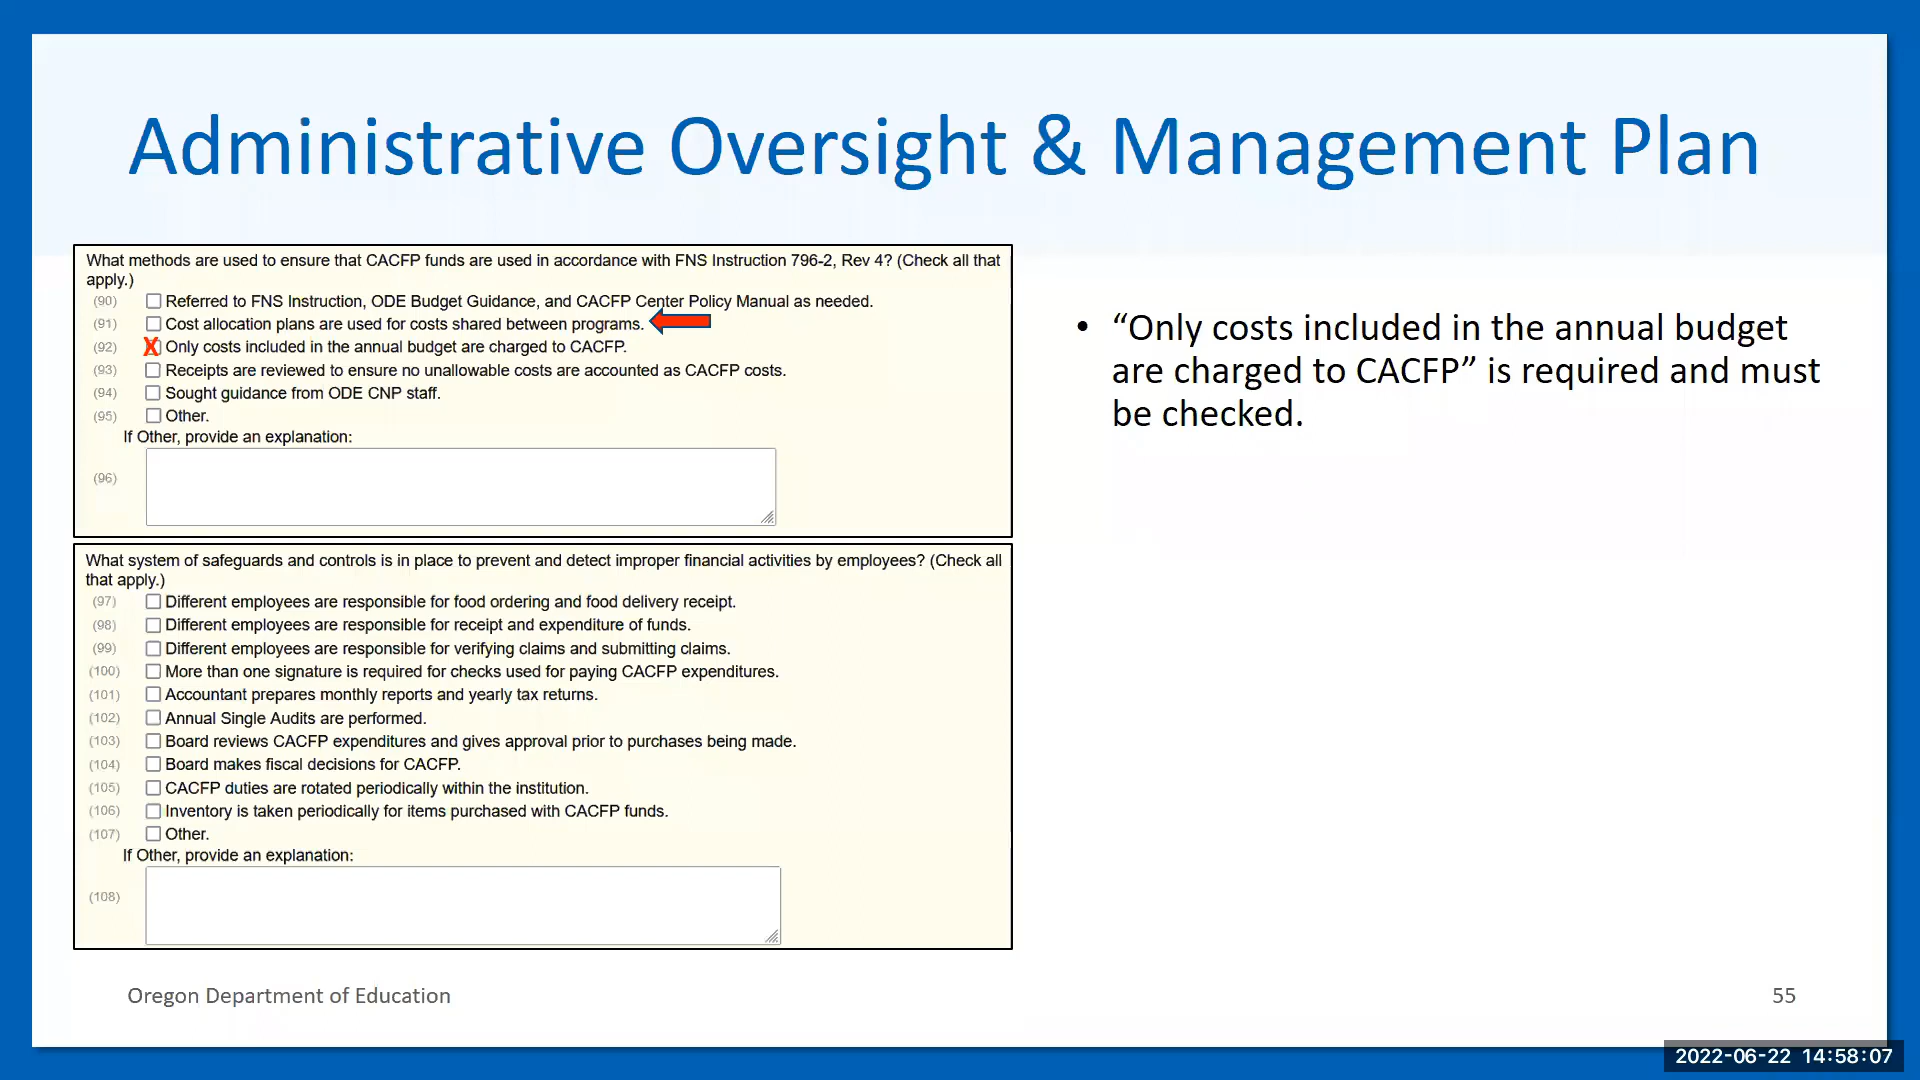 Administrative Oversight & Management Plan
What methods are used to ensure that CACFP funds are used in accordance with FNS Instruction 796-2, Rev 4? (Check all that
apply.)
(90) Referred to FNS Instruction, ODE Budget Guidance, and CACFP Center Policy Manual as needed.
(91) Cost allocation plans are used for costs shared between programs.
(92) X Only costs included in the annual budget are charged to CACFP.
(93) Receipts are reviewed to ensure no unallowable costs are accounted as CACFP costs.
(94) Sought guidance from ODE CNP staff.
(95) Other.
If Other, provide an explanation:
(96)
What system of safeguards and controls is in place to prevent and detect improper financial activities by employees? (Check all
that apply.)
(97) Different employees are responsible for food ordering and food delivery receipt.
(98) Different employees are responsible for receipt and expenditure of funds.
(99) Different employees are responsible for verifying claims and submitting claims.
(100) More than one signature is required for checks used for paying CACFP expenditures.
(101) Accountant prepares monthly reports and yearly tax returns.
(102) Annual Single Audits are performed.
(103) Board reviews CACFP expenditures and gives approval prior to purchases being made.
(104) Board makes fiscal decisions for CACFP.
(105) CACFP duties are rotated periodically within the institution.
(106) Inventory is taken periodically for items purchased with CACFP funds.
(107) Other.
If Other, provide an explanation:
(108)
• “Only costs included in the annual budget
are charged to CACFP” is required and must
be checked.
Oregon Department of Education
55
2022-06-22 14:58:07